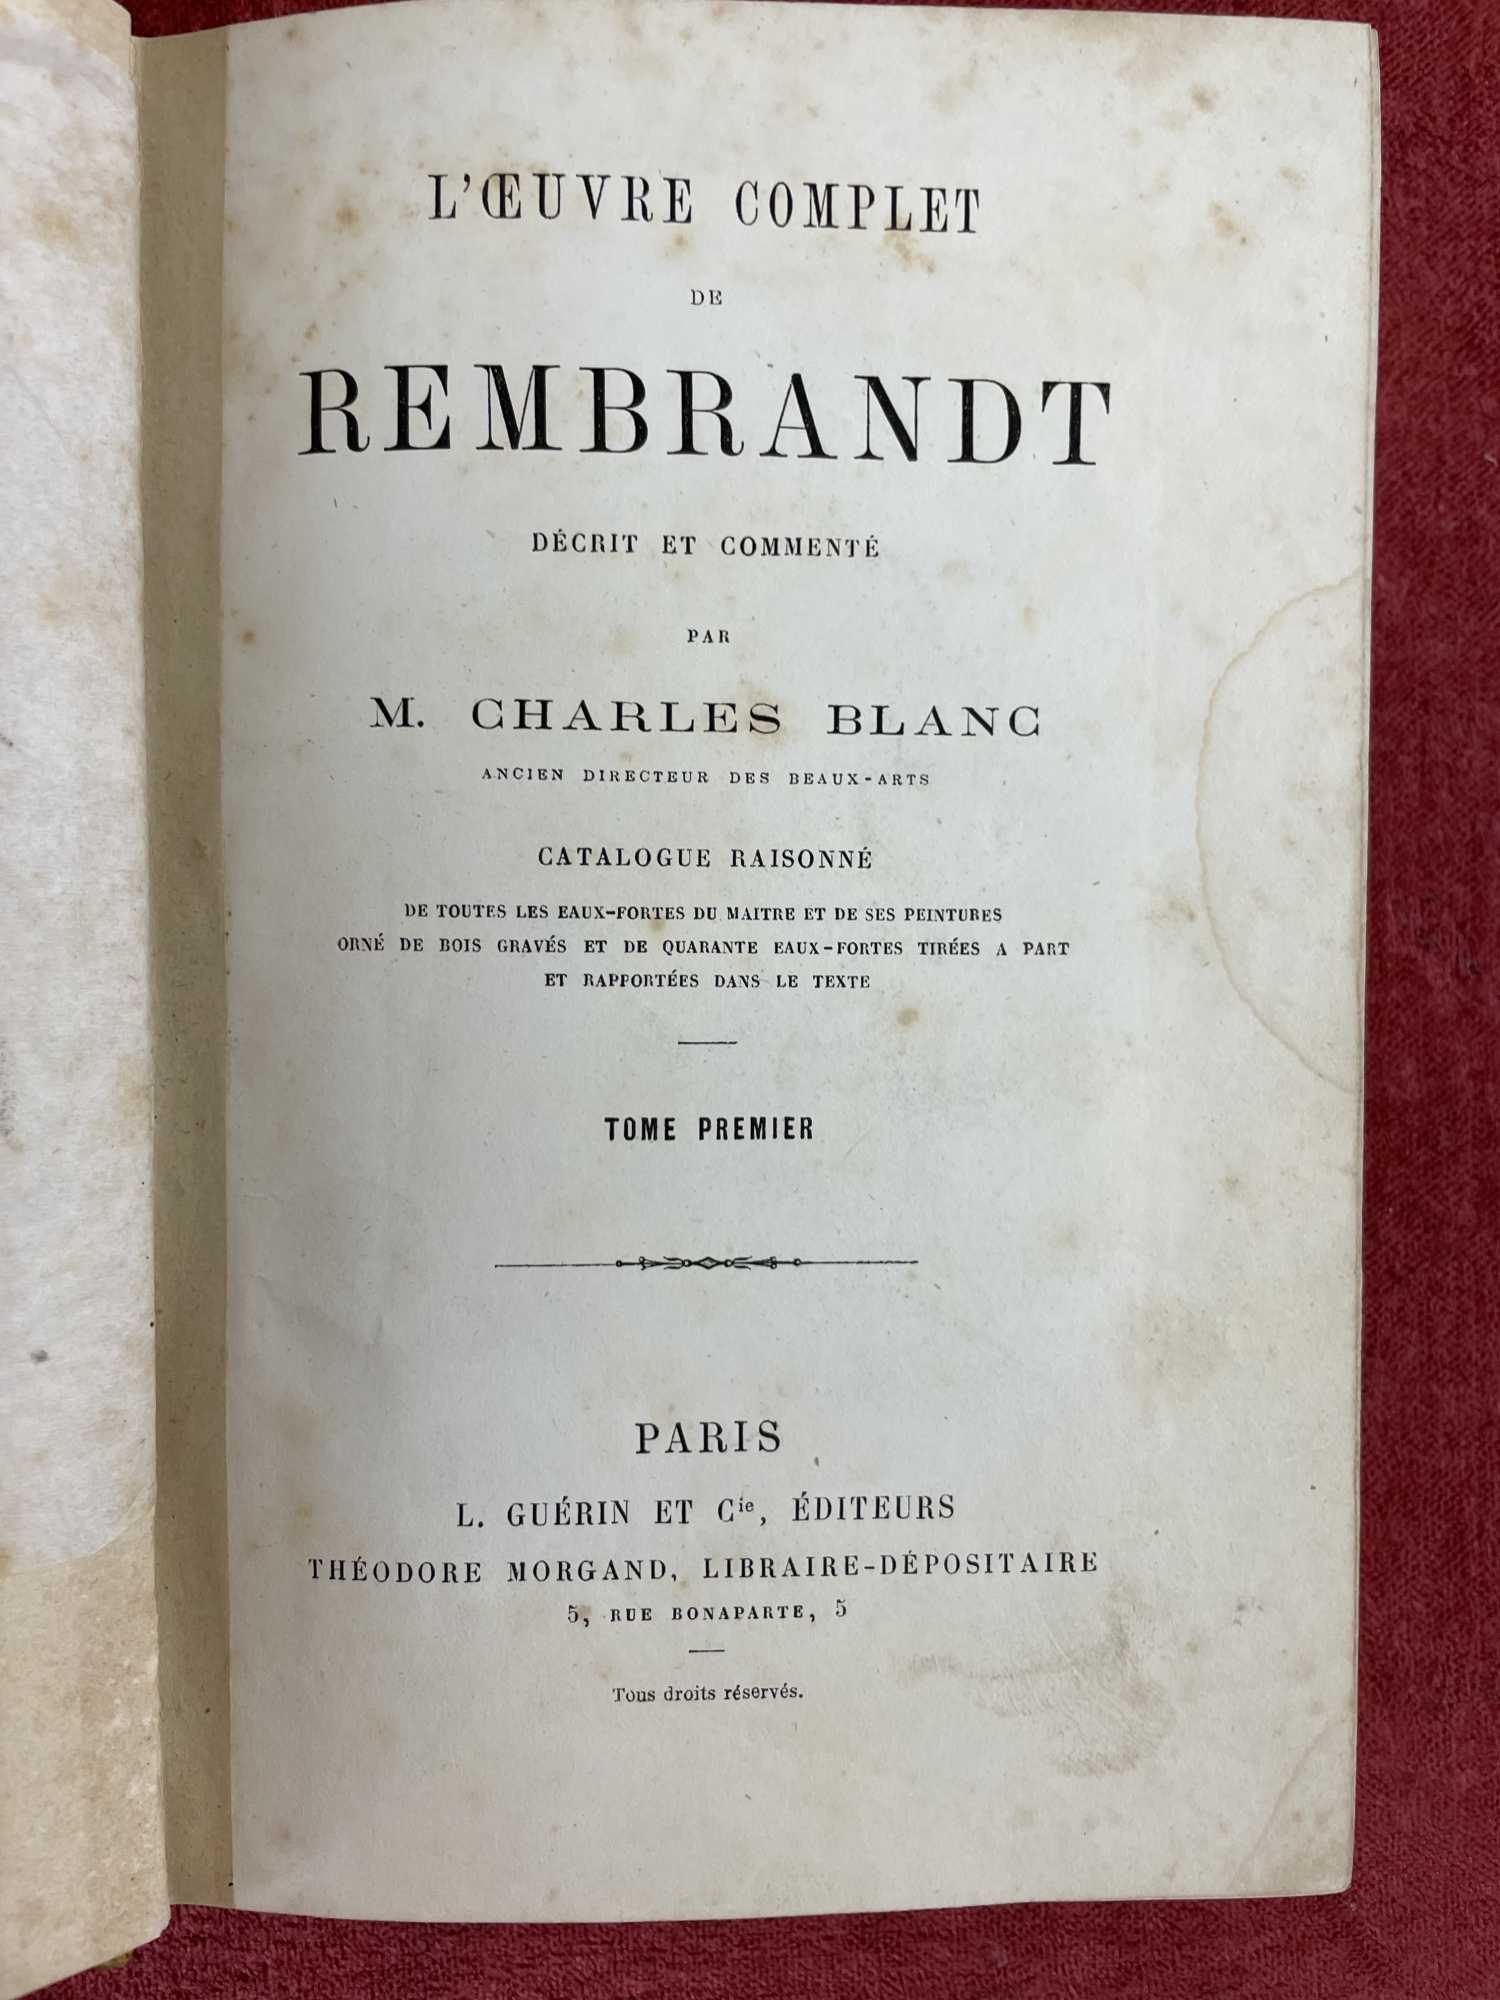 L'ŒUVRE COMPLET
DE
REMBRANDT
DÉCRIT ET COMMENTÉ
PAR
M. CHARLES BLANC
ANCIEN DIRECTEUR DES BEAUX-ARTS
CATALOGUE RAISONNÉ
DE TOUTES LES EAUX-FORTES DU MAITRE ET DE SES PEINTURES
ORNÉ DE BOIS GRAVÉS ET DE QUARANTE EAUX-FORTES TIRÉES A PART
ET RAPPORTÉES DANS LE TEXTE
TOME PREMIER
PARIS
L. GUÉRIN ET Cie, ÉDITEURS
THÉODORE MORGAND, LIBRAIRE-DÉPOSITAIRE
5, RUE BONAPARTE, 5
Tous droits réservés.